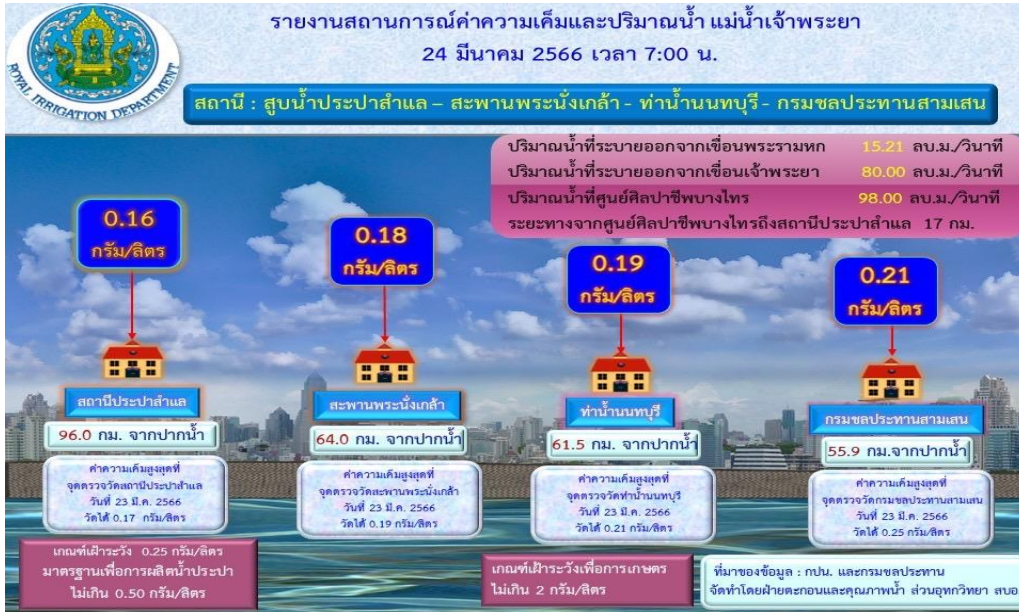 รายงานสถานการณ์ค่าความเค็มและปริมาณน้ำ แม่น้ำเจ้าพระยา
24 มีนาคม 2566 เวลา 7:00 น.
ROYAL IRRIGATION DEPARTMENT
สถานี : สูบน้ำประปาสำแล – สะพานพระนั่งเกล้า - ท่าน้ำนนทบุรี - กรมชลประทานสามเสน
ปริมาณน้ำที่ระบายออกจากเขื่อนพระรามหก 15.21 ลบ.ม./วินาที
ปริมาณน้ำที่ระบายออกจากเขื่อนเจ้าพระยา 80.00 ลบ.ม./วินาที
ปริมาณน้ำที่ศูนย์ศิลปาชีพบางไทร 98.00 ลบ.ม./วินาที
ระยะทางจากศูนย์ศิลปาชีพบางไทรถึงสถานีประปาสำแล 17 กม.
0.16
กรัม/ลิตร
สถานีประปาสำแล
96.0 กม. จากปากน้ำ
ค่าความเค็มสูงสุดที่
จุดตรวจวัดสถานีประปาสำแล
วันที่ 23 มี.ค. 2566
วัดได้ 0.17 กรัม/ลิตร
0.18
กรัม/ลิตร
สะพานพระนั่งเกล้า
64.0 กม. จากปากน้ำ
ค่าความเค็มสูงสุดที่
จุดตรวจวัดสะพานพระนั่งเกล้า
วันที่ 23 มี.ค. 2566
วัดได้ 0.19 กรัม/ลิตร
0.19
กรัม/ลิตร
ท่าน้ำนนทบุรี
61.5 กม. จากปากน้ำ
ค่าความเค็มสูงสุดที่
จุดตรวจวัดท่าน้ำนนทบุรี
วันที่ 23 มี.ค. 2566
วัดได้ 0.21 กรัม/ลิตร
0.21
กรัม/ลิตร
กรมชลประทานสามเสน
55.9 กม.จากปากน้ำ
ค่าความเค็มสูงสุดที่
จุดตรวจวัดกรมชลประทานสามเสน
วันที่ 23 มี.ค. 2566
วัดได้ 0.25 กรัม/ลิตร
เกณฑ์เฝ้าระวัง 0.25 กรัม/ลิตร
มาตรฐานเพื่อการผลิตน้ำประปา
ไม่เกิน 0.50 กรัม/ลิตร
เกณฑ์เฝ้าระวังเพื่อการเกษตร
ไม่เกิน 2 กรัม/ลิตร
ที่มาของข้อมูล : กปน. และกรมชลประทาน
จัดทำโดยฝ่ายตะกอนและคุณภาพน้ำ ส่วนอุทกวิทยา สบอ